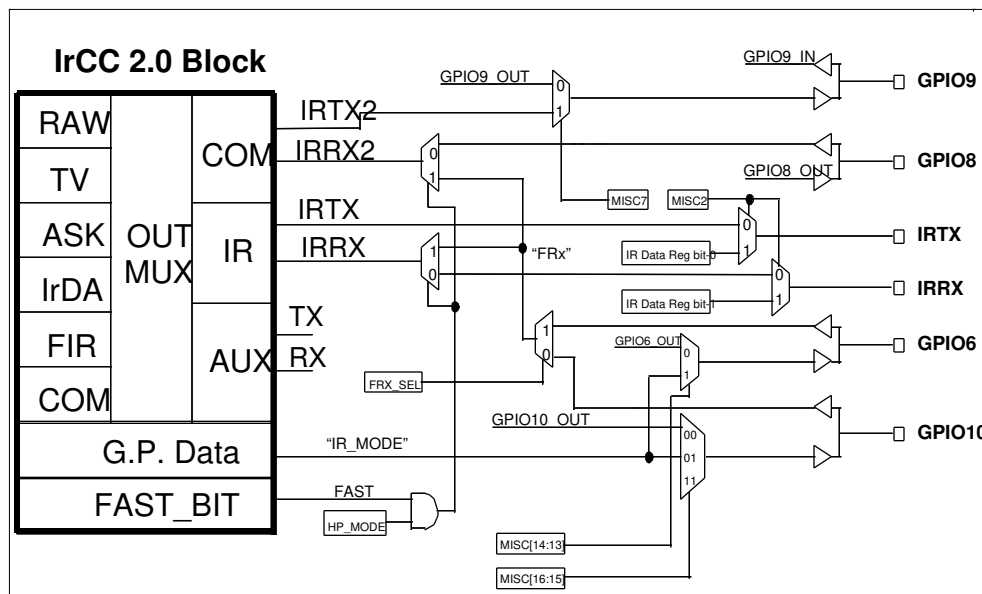 IrCC 2.0 Block
RAW
TV
ASK
IrDA
FIR
COM
OUT
MUX
COM
IR
AUX
G.P. Data
FAST_BIT
IRTX2
IRRX2
IRTX
IRRX
TX
RX
"IR_MODE"
FAST
HP_MODE
GPIO9_OUT
0
1
GPIO9_IN
GPIO9
0
1
GPIO8_OUT
GPIO8
MISC7
MISC2
0
1
IR Data Reg bit-0
IRTX
1
0
"FRx"
0
1
IR Data Reg bit-1
IRRX
1
0
FRX_SEL
GPIO6_OUT
0
1
GPIO6
GPIO10_OUT
00
01
11
GPIO10
MISC[14:13]
MISC[16:15]